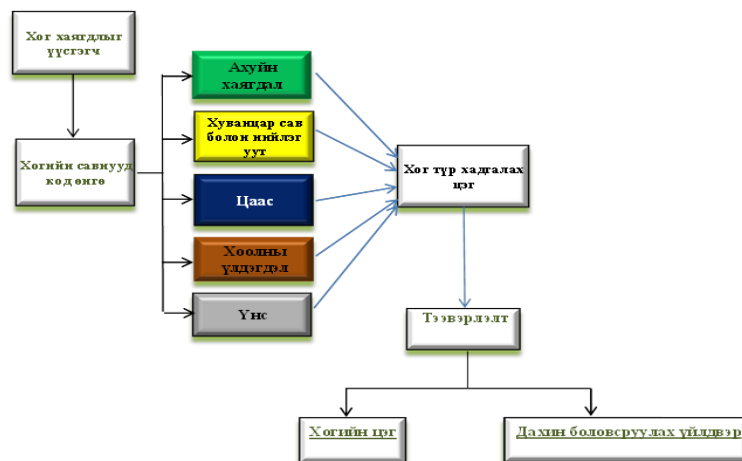 Хог хаягдлыг
үүсгэгч
Хогийн савнууд
код өнгө
Ахуйн
хаягдал
Хуванцар сав
болон нийлэг
уут
Цаас
Хоолны
үлдэгдэл
Үнс
Хог түр хадгалах
цэг
Тээвэрлэлт
Хогийн цэг
Дахин боловсруулах үйлдвэр